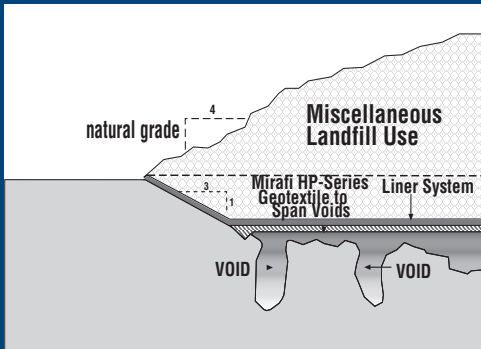 4
natural grade
Miscellaneous
Landfill Use
3
1
Mirafi HP-Series
Geotextile to
Span Voids
Liner System
VOID
VOID